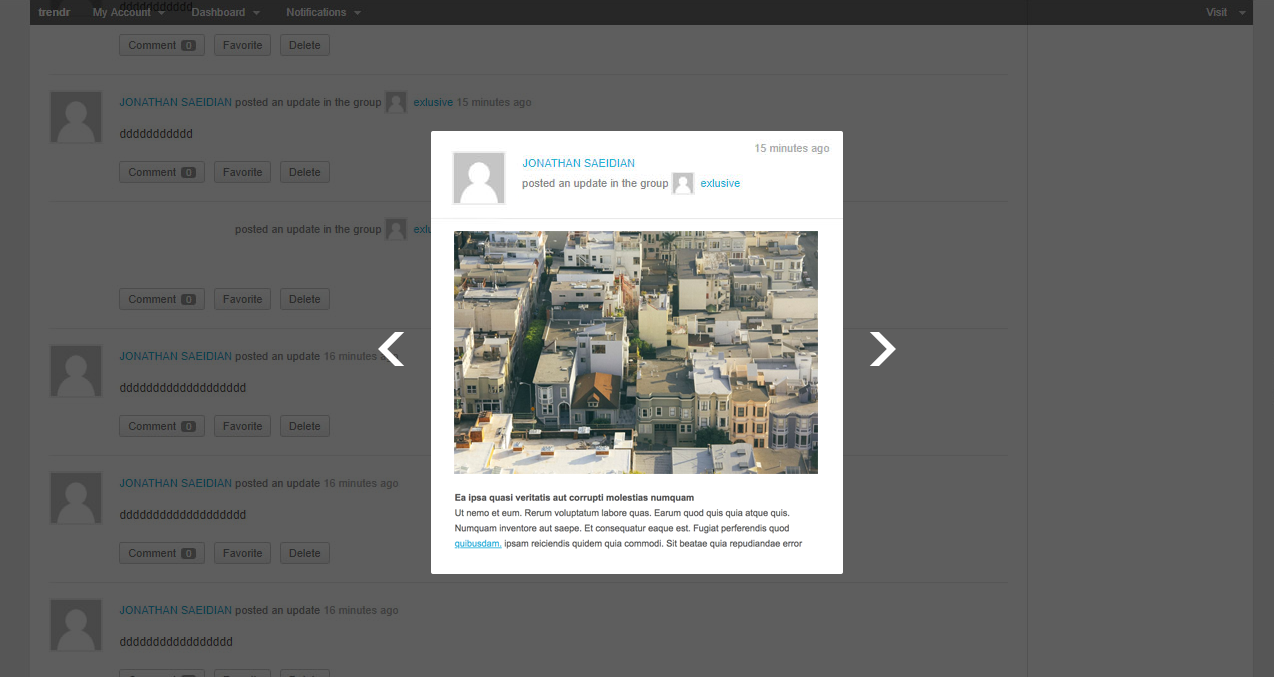 ddddddddddd
trendr My Account Dashboard Notifications Visit
Comment 0 Favorite Delete
JONATHAN SAEIDIAN posted an update in the group exlusive 15 minutes ago
ddddddddddd
Comment 0 Favorite Delete
posted an update in the group exlu
Comment 0 Favorite Delete
JONATHAN SAEIDIAN posted an update 16 minutes ago
ddddddddddddddddddd
Comment 0 Favorite Delete
JONATHAN SAEIDIAN posted an update 16 minutes ago
ddddddddddddddddddd
Comment 0 Favorite Delete
JONATHAN SAEIDIAN posted an update 16 minutes ago
ddddddddddddddddd
15 minutes ago
JONATHAN SAEIDIAN
posted an update in the group exlusive
Ea ipsa quasi veritatis aut corrupti molestias numquam
Ut nemo et eum. Rerum voluptatum labore quas. Earum quod quis quia atque quis.
Numquam inventore aut saepe. Et consequatur eaque est. Fugiat perferendis quod
quibusdam. ipsam reiciendis quidem quia commodi. Sit beatae quia repudiandae error